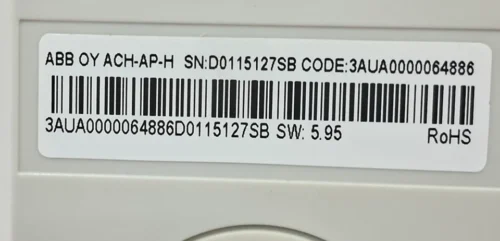 ABB OY ACH-AP-H SN:D0115127SB CODE:3AUA0000064886
3AUA0000064886D0115127SB SW: 5.95 RoHS